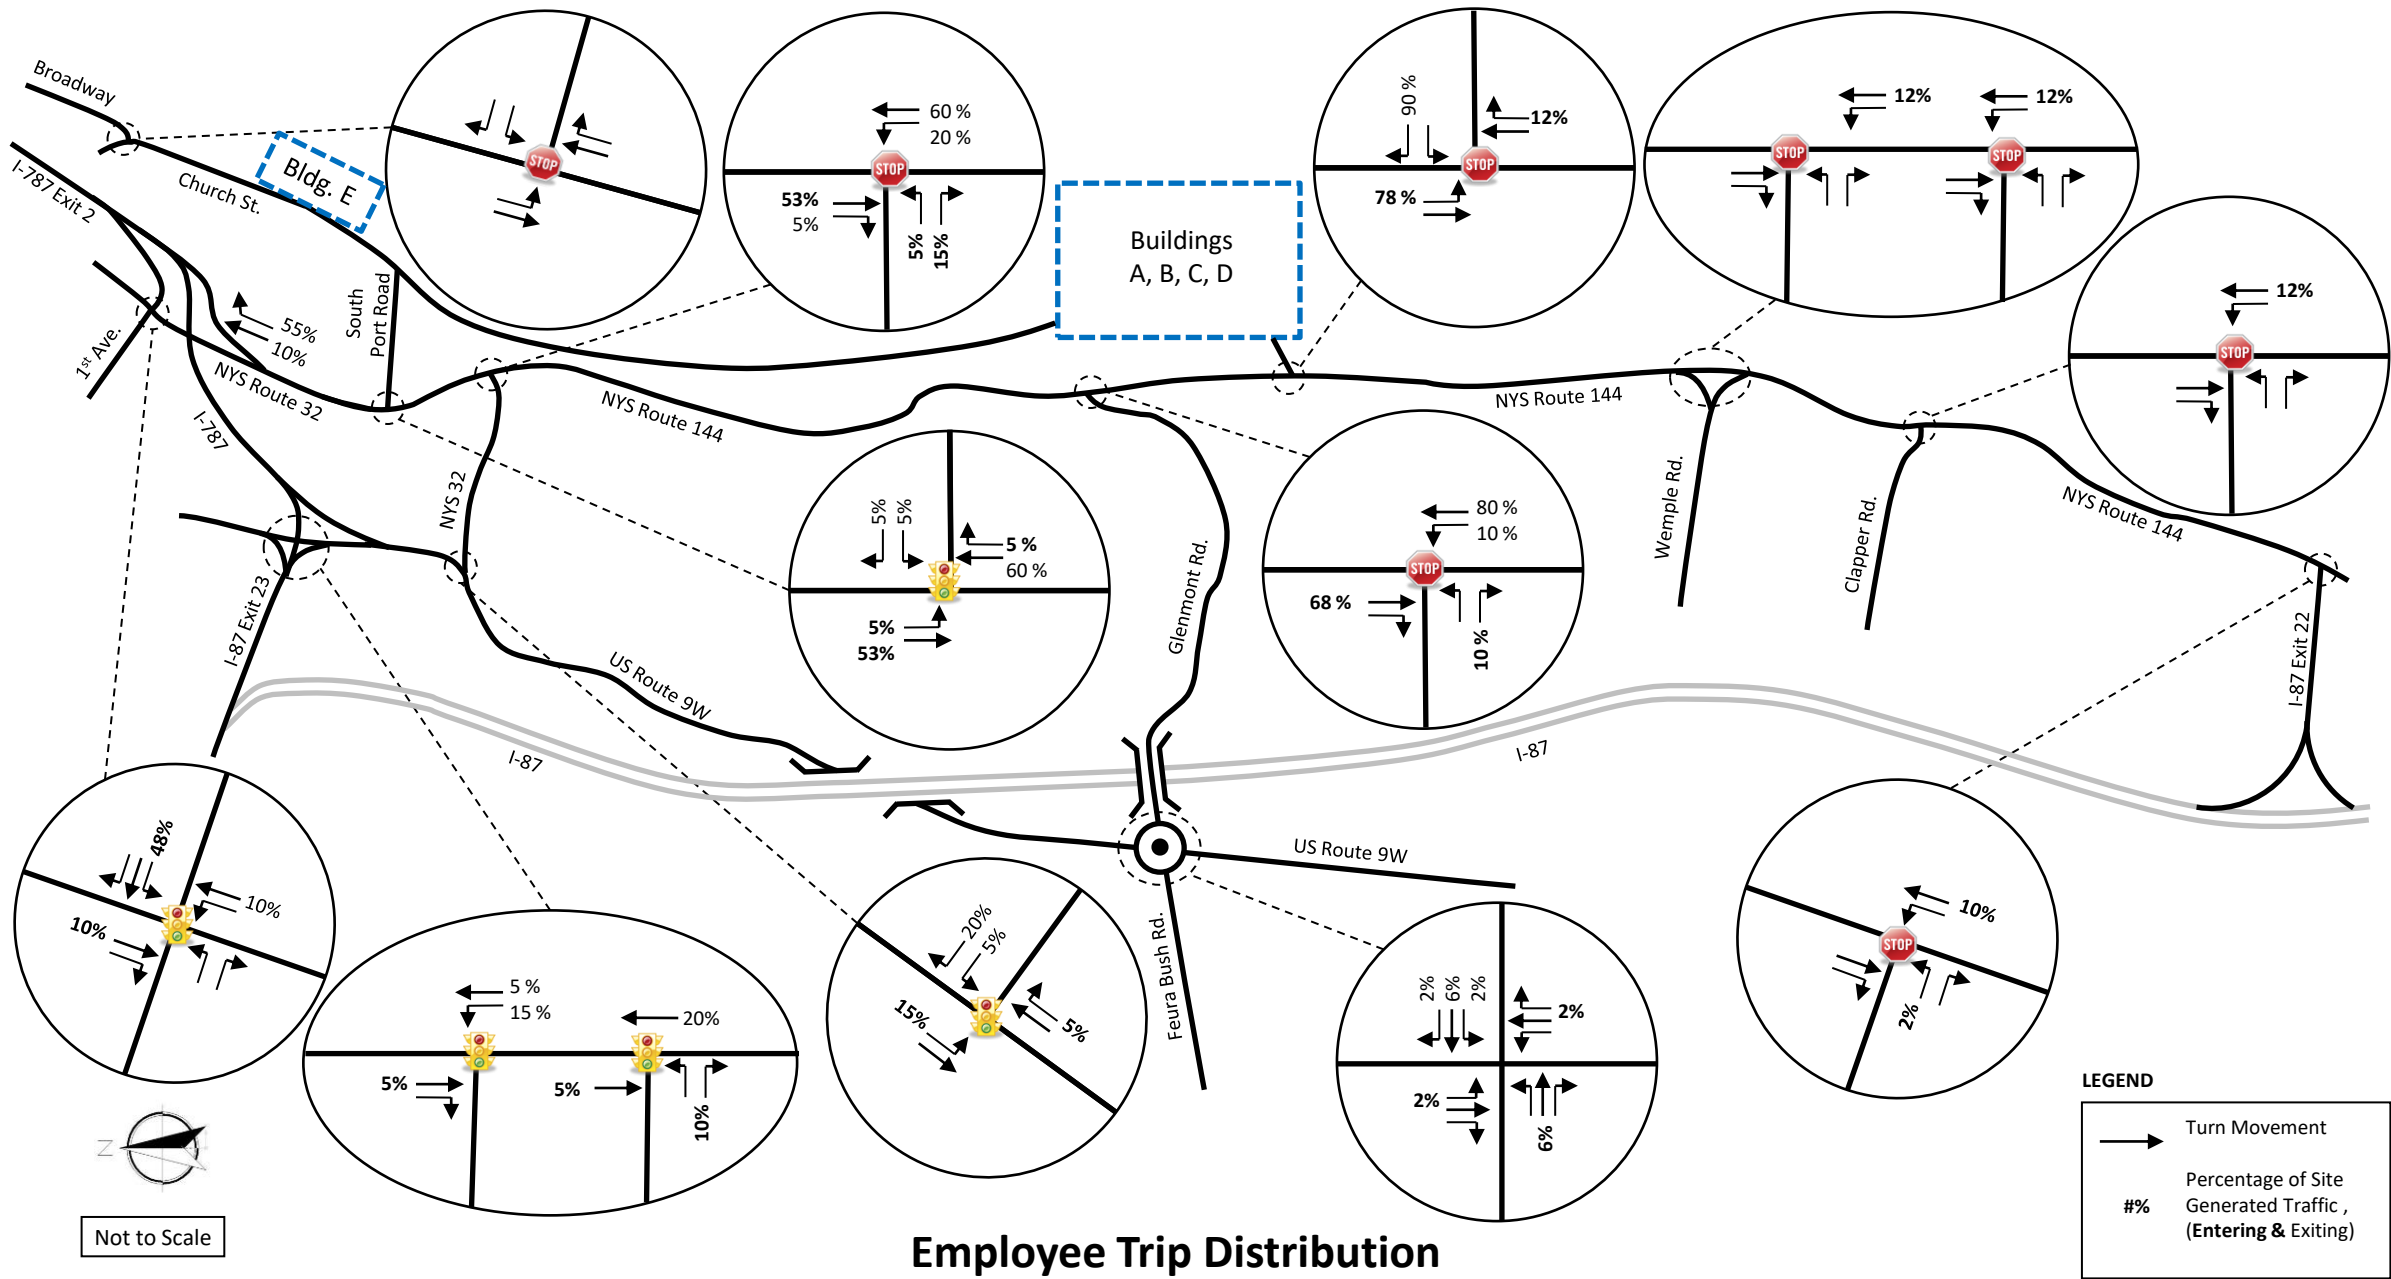 Broadway
I-787 Exit 2
Church St.
Bldg. E
1st Ave.
55%
10%
NYS Route 32
I-787
South
Port Road
STOP
60 %
20 %
STOP
53%
5%
5%
15%
Buildings
A, B, C, D
90 %
12%
STOP
78 %
12%
12%
STOP
STOP
12%
STOP
NYS Route 144
NYS Route 144
NYS Route 144
NYS 32
I-87 Exit 23
US Route 9W
I-87
5%
5%
5 %
60 %
5%
53%
80 %
10 %
STOP
68 %
10 %
Glenmont Rd.
Wemple Rd.
Clapper Rd.
I-87 Exit 22
I-87
48%
10%
10%
5 %
15 %
20%
5%
5%
10%
20%
5%
15%
5%
US Route 9W
Feura Bush Rd.
2%
6%
2%
2%
2%
6%
10%
STOP
2%
Z
Not to Scale
LEGEND
Turn Movement
#%
Percentage of Site
Generated Traffic ,
(Entering & Exiting)
Employee Trip Distribution